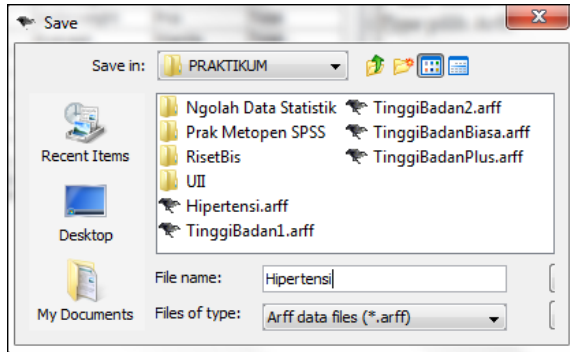 Save
Save in: PRAKTIKUM
Recent Items
Desktop
My Documents
Ngolah Data Statistik
Prak Metopen SPSS
RisetBis
UII
Hipertensi.arff
TinggiBadan1.arff
TinggiBadan2.arff
TinggiBadanBiasa.arff
TinggiBadanPlus.arff
File name: Hipertensi
Files of type: Arff data files (*.arff)